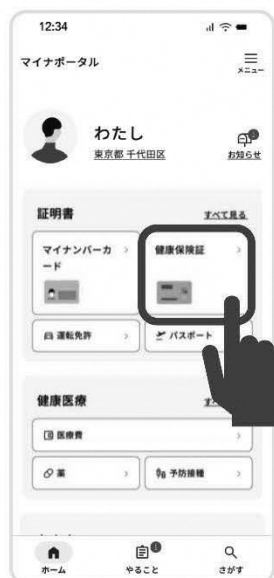 12:34
マイナポータル
メニュー
わたし
東京都 千代田区
お知らせ
証明書
すべて見る
マイナンバーカ
ード
健康保険証
運転免許
パスポート
健康医療
す
医療費
薬
予防接種
ホーム
やること
さがす